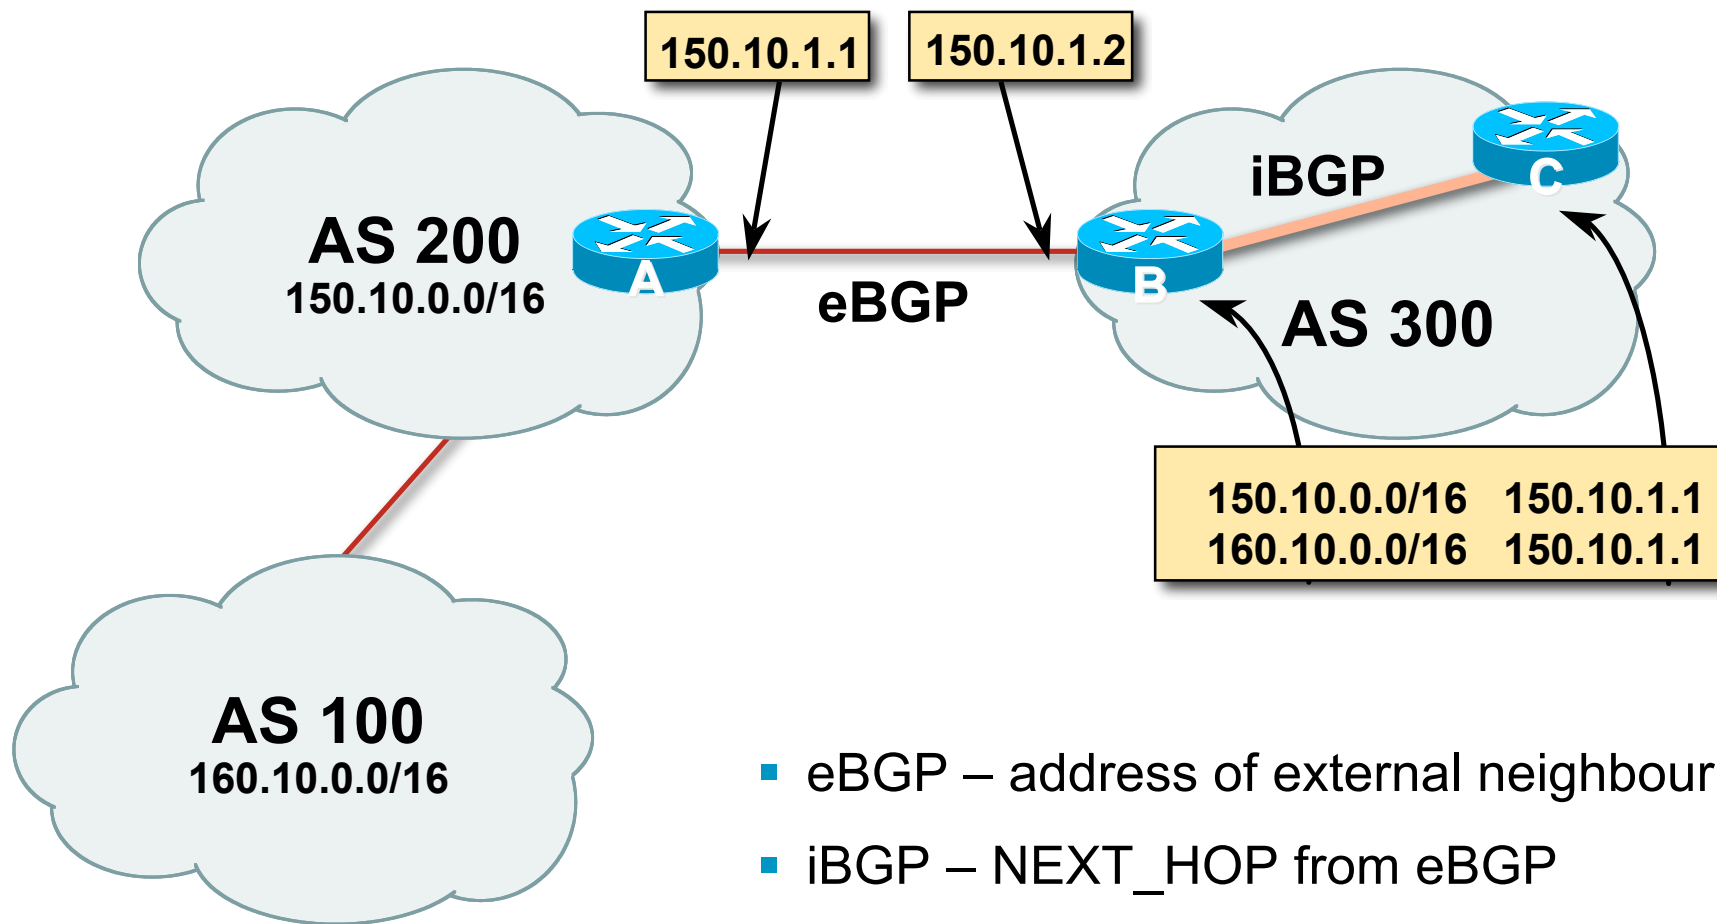 150.10.1.1
150.10.1.2
iBGP
C
AS 200
150.10.0.0/16
A
B
eBGP
AS 300
150.10.0.0/16 150.10.1.1
160.10.0.0/16 150.10.1.1
AS 100
160.10.0.0/16
▪ eBGP – address of external neighbour
▪ iBGP – NEXT_HOP from eBGP